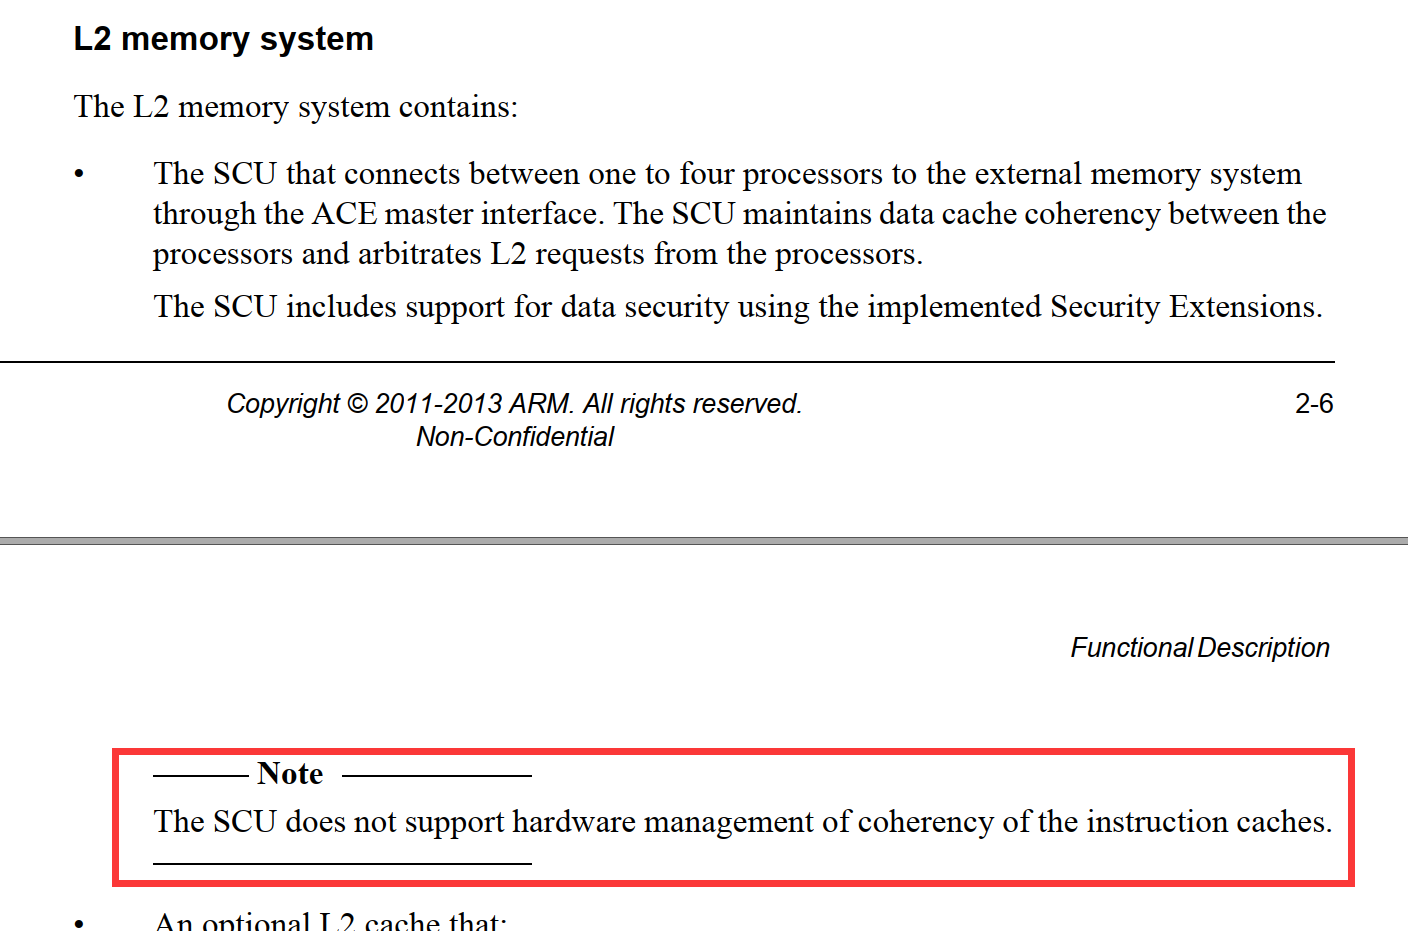 L2 memory system
The L2 memory system contains:
• The SCU that connects between one to four processors to the external memory system
through the ACE master interface. The SCU maintains data cache coherency between the
processors and arbitrates L2 requests from the processors.
The SCU includes support for data security using the implemented Security Extensions.
Copyright © 2011-2013 ARM. All rights reserved. 2-6
Non-Confidential
Functional Description
Note
The SCU does not support hardware management of coherency of the instruction caches.
• An optional L2 cache that: